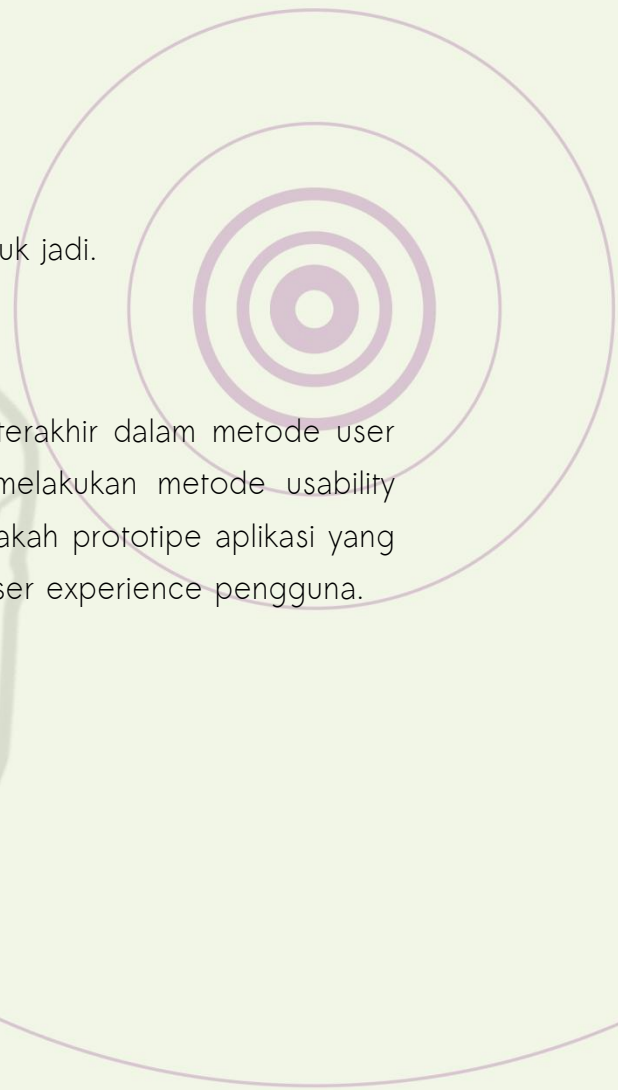 uk jadi.
terakhir dalam metode user
melakukan metode usability
akah prototipe aplikasi yang
ser experience pengguna.